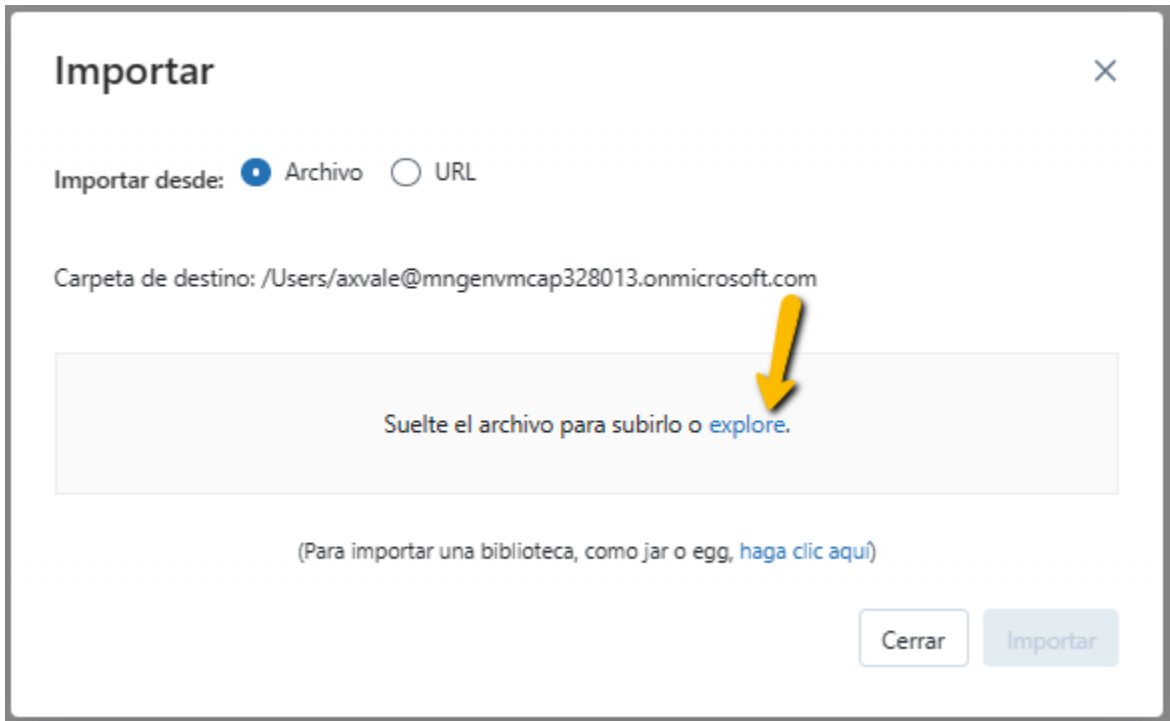 Importar
Importar desde: Archivo URL
Carpeta de destino: /Users/axvale@mngenvmcap328013.onmicrosoft.com
Suelte el archivo para subirlo o explore.
(Para importar una biblioteca, como jar o egg, haga clic aquí)
Cerrar Importar